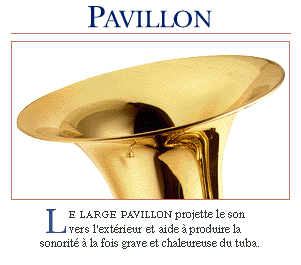 PAVILLON
LE LARGE PAVILLON projette le son
vers l'extérieur et aide à produire la
sonorité à la fois grave et chaleureuse du tuba.